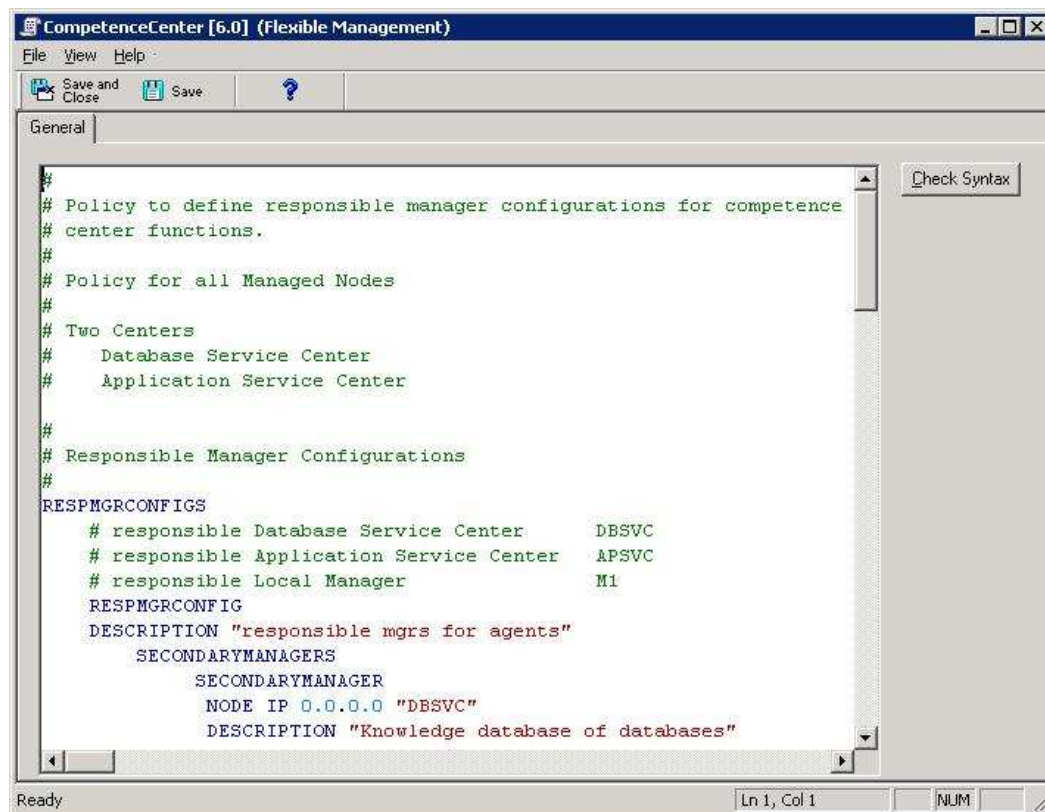 CompetenceCenter [6.0] (Flexible Management)
File View Help
Save and Close Save ?
General
Check Syntax
#
# Policy to define responsible manager configurations for competence
# center functions.
#
# Policy for all Managed Nodes
#
# Two Centers
#    Database Service Center
#    Application Service Center

#
# Responsible Manager Configurations
#
RESPMGRCONFIGS
    # responsible Database Service Center      DBSVC
    # responsible Application Service Center   APSVC
    # responsible Local Manager                M1
    RESPMGRCONFIG
    DESCRIPTION "responsible mgrs for agents"
        SECONDARYMANAGERS
             SECONDARYMANAGER
              NODE IP 0.0.0.0 "DBSVC"
              DESCRIPTION "Knowledge database of databases"
Ready Ln 1, Col 1 NUM